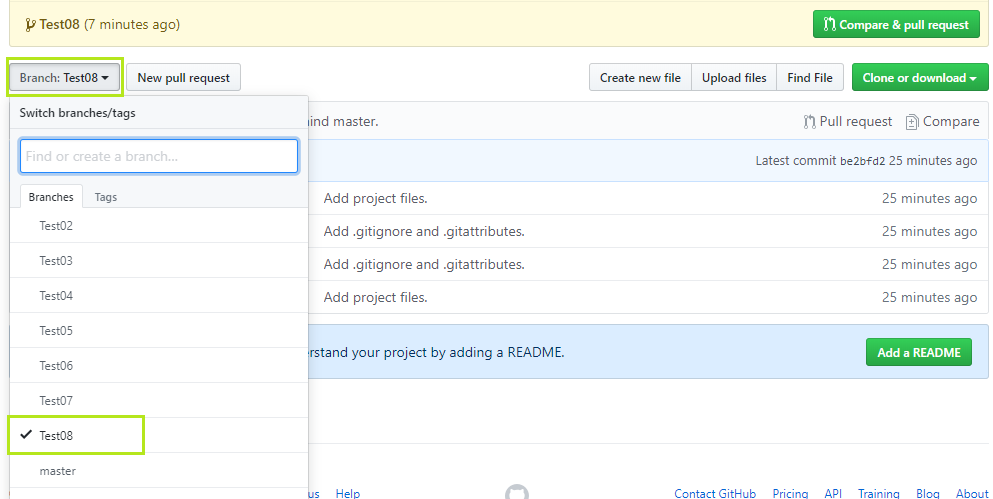 Test08 (7 minutes ago)
Compare & pull request
Branch: Test08
New pull request
Create new file
Upload files
Find File
Clone or download
Switch branches/tags
Find or create a branch...
Branches
Tags
Test02
Test03
Test04
Test05
Test06
Test07
Test08
master
master.
Pull request
Compare
Latest commit be2bfd2 25 minutes ago
Add project files. 25 minutes ago
Add .gitignore and .gitattributes. 25 minutes ago
Add .gitignore and .gitattributes. 25 minutes ago
Add project files. 25 minutes ago
your project by adding a README.
Add a README
Help
Contact GitHub
Pricing
API
Training
Blog
About